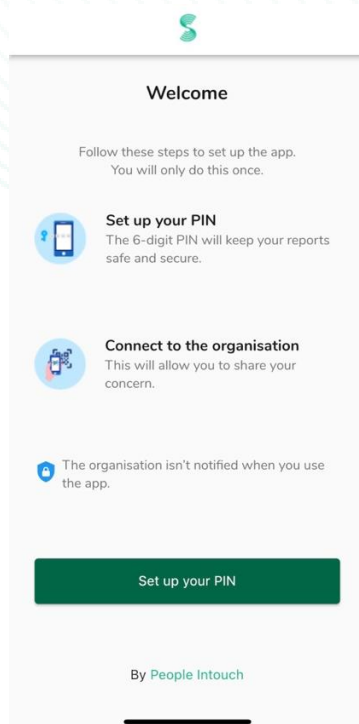 Welcome
Follow these steps to set up the app.
You will only do this once.
Set up your PIN
The 6-digit PIN will keep your reports
safe and secure.
Connect to the organisation
This will allow you to share your
concern.
The organisation isn't notified when you use
the app.
Set up your PIN
By People Intouch